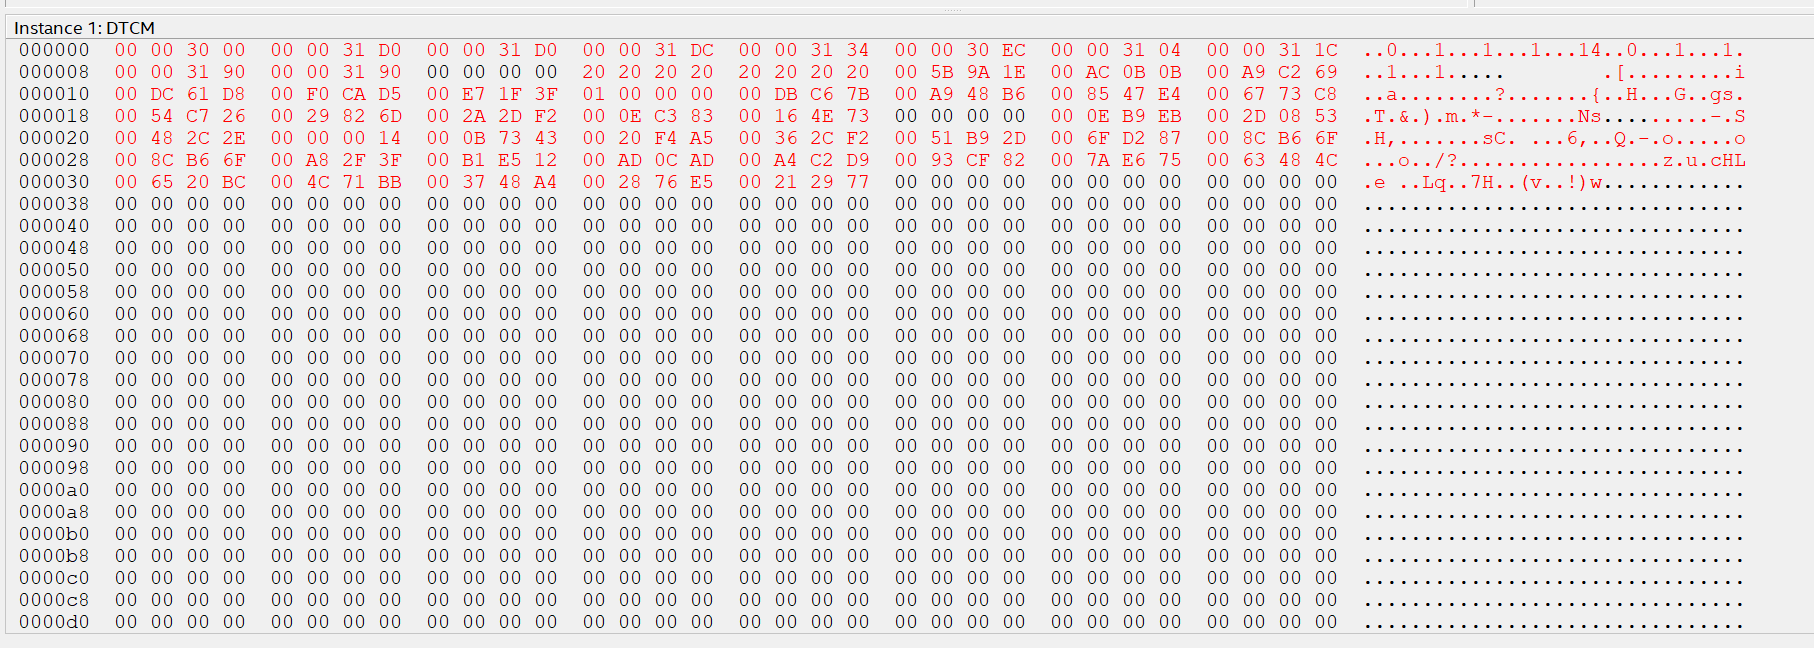 Instance 1: DTCM
000000 00 00 30 00 00 00 31 D0 00 00 31 D0 00 00 31 DC 00 00 31 34 00 00 30 EC 00 00 31 04 00 00 31 1C ..0...1...1...1...14..0...1...1.
000008 00 00 31 90 00 00 31 90 00 00 00 00 20 20 20 20 20 20 20 20 00 5B 9A 1E 00 AC 0B 0B 00 A9 C2 69 ..1...1.....        .[.........i
000010 00 DC 61 D8 00 F0 CA D5 00 E7 1F 3F 01 00 00 00 00 DB C6 7B 00 A9 48 B6 00 85 47 E4 00 67 73 C8 ..a........?.......{..H...G..gs.
000018 00 54 C7 26 00 29 82 6D 00 2A 2D F2 00 0E C3 83 00 16 4E 73 00 00 00 00 00 0E B9 EB 00 2D 08 53 .T.&.).m.*-.......Ns.........-.S
000020 00 48 2C 2E 00 00 00 14 00 0B 73 43 00 20 F4 A5 00 36 2C F2 00 51 B9 2D 00 6F D2 87 00 8C B6 6F .H,.......sC. ...6,..Q.-.o.....o
000028 00 8C B6 6F 00 A8 2F 3F 00 B1 E5 12 00 AD 0C AD 00 A4 C2 D9 00 93 CF 82 00 7A E6 75 00 63 48 4C ...o../?.................z.u.cHL
000030 00 65 20 BC 00 4C 71 BB 00 37 48 A4 00 28 76 E5 00 21 29 77 00 00 00 00 00 00 00 00 00 00 00 00 .e ..Lq..7H..(v..!)w............
000038 00 00 00 00 00 00 00 00 00 00 00 00 00 00 00 00 00 00 00 00 00 00 00 00 00 00 00 00 00 00 00 00 ................................
000040 00 00 00 00 00 00 00 00 00 00 00 00 00 00 00 00 00 00 00 00 00 00 00 00 00 00 00 00 00 00 00 00 ................................
000048 00 00 00 00 00 00 00 00 00 00 00 00 00 00 00 00 00 00 00 00 00 00 00 00 00 00 00 00 00 00 00 00 ................................
000050 00 00 00 00 00 00 00 00 00 00 00 00 00 00 00 00 00 00 00 00 00 00 00 00 00 00 00 00 00 00 00 00 ................................
000058 00 00 00 00 00 00 00 00 00 00 00 00 00 00 00 00 00 00 00 00 00 00 00 00 00 00 00 00 00 00 00 00 ................................
000060 00 00 00 00 00 00 00 00 00 00 00 00 00 00 00 00 00 00 00 00 00 00 00 00 00 00 00 00 00 00 00 00 ................................
000068 00 00 00 00 00 00 00 00 00 00 00 00 00 00 00 00 00 00 00 00 00 00 00 00 00 00 00 00 00 00 00 00 ................................
000070 00 00 00 00 00 00 00 00 00 00 00 00 00 00 00 00 00 00 00 00 00 00 00 00 00 00 00 00 00 00 00 00 ................................
000078 00 00 00 00 00 00 00 00 00 00 00 00 00 00 00 00 00 00 00 00 00 00 00 00 00 00 00 00 00 00 00 00 ................................
000080 00 00 00 00 00 00 00 00 00 00 00 00 00 00 00 00 00 00 00 00 00 00 00 00 00 00 00 00 00 00 00 00 ................................
000088 00 00 00 00 00 00 00 00 00 00 00 00 00 00 00 00 00 00 00 00 00 00 00 00 00 00 00 00 00 00 00 00 ................................
000090 00 00 00 00 00 00 00 00 00 00 00 00 00 00 00 00 00 00 00 00 00 00 00 00 00 00 00 00 00 00 00 00 ................................
000098 00 00 00 00 00 00 00 00 00 00 00 00 00 00 00 00 00 00 00 00 00 00 00 00 00 00 00 00 00 00 00 00 ................................
0000a0 00 00 00 00 00 00 00 00 00 00 00 00 00 00 00 00 00 00 00 00 00 00 00 00 00 00 00 00 00 00 00 00 ................................
0000a8 00 00 00 00 00 00 00 00 00 00 00 00 00 00 00 00 00 00 00 00 00 00 00 00 00 00 00 00 00 00 00 00 ................................
0000b0 00 00 00 00 00 00 00 00 00 00 00 00 00 00 00 00 00 00 00 00 00 00 00 00 00 00 00 00 00 00 00 00 ................................
0000b8 00 00 00 00 00 00 00 00 00 00 00 00 00 00 00 00 00 00 00 00 00 00 00 00 00 00 00 00 00 00 00 00 ................................
0000c0 00 00 00 00 00 00 00 00 00 00 00 00 00 00 00 00 00 00 00 00 00 00 00 00 00 00 00 00 00 00 00 00 ................................
0000c8 00 00 00 00 00 00 00 00 00 00 00 00 00 00 00 00 00 00 00 00 00 00 00 00 00 00 00 00 00 00 00 00 ................................
0000d0 00 00 00 00 00 00 00 00 00 00 00 00 00 00 00 00 00 00 00 00 00 00 00 00 00 00 00 00 00 00 00 00 ................................